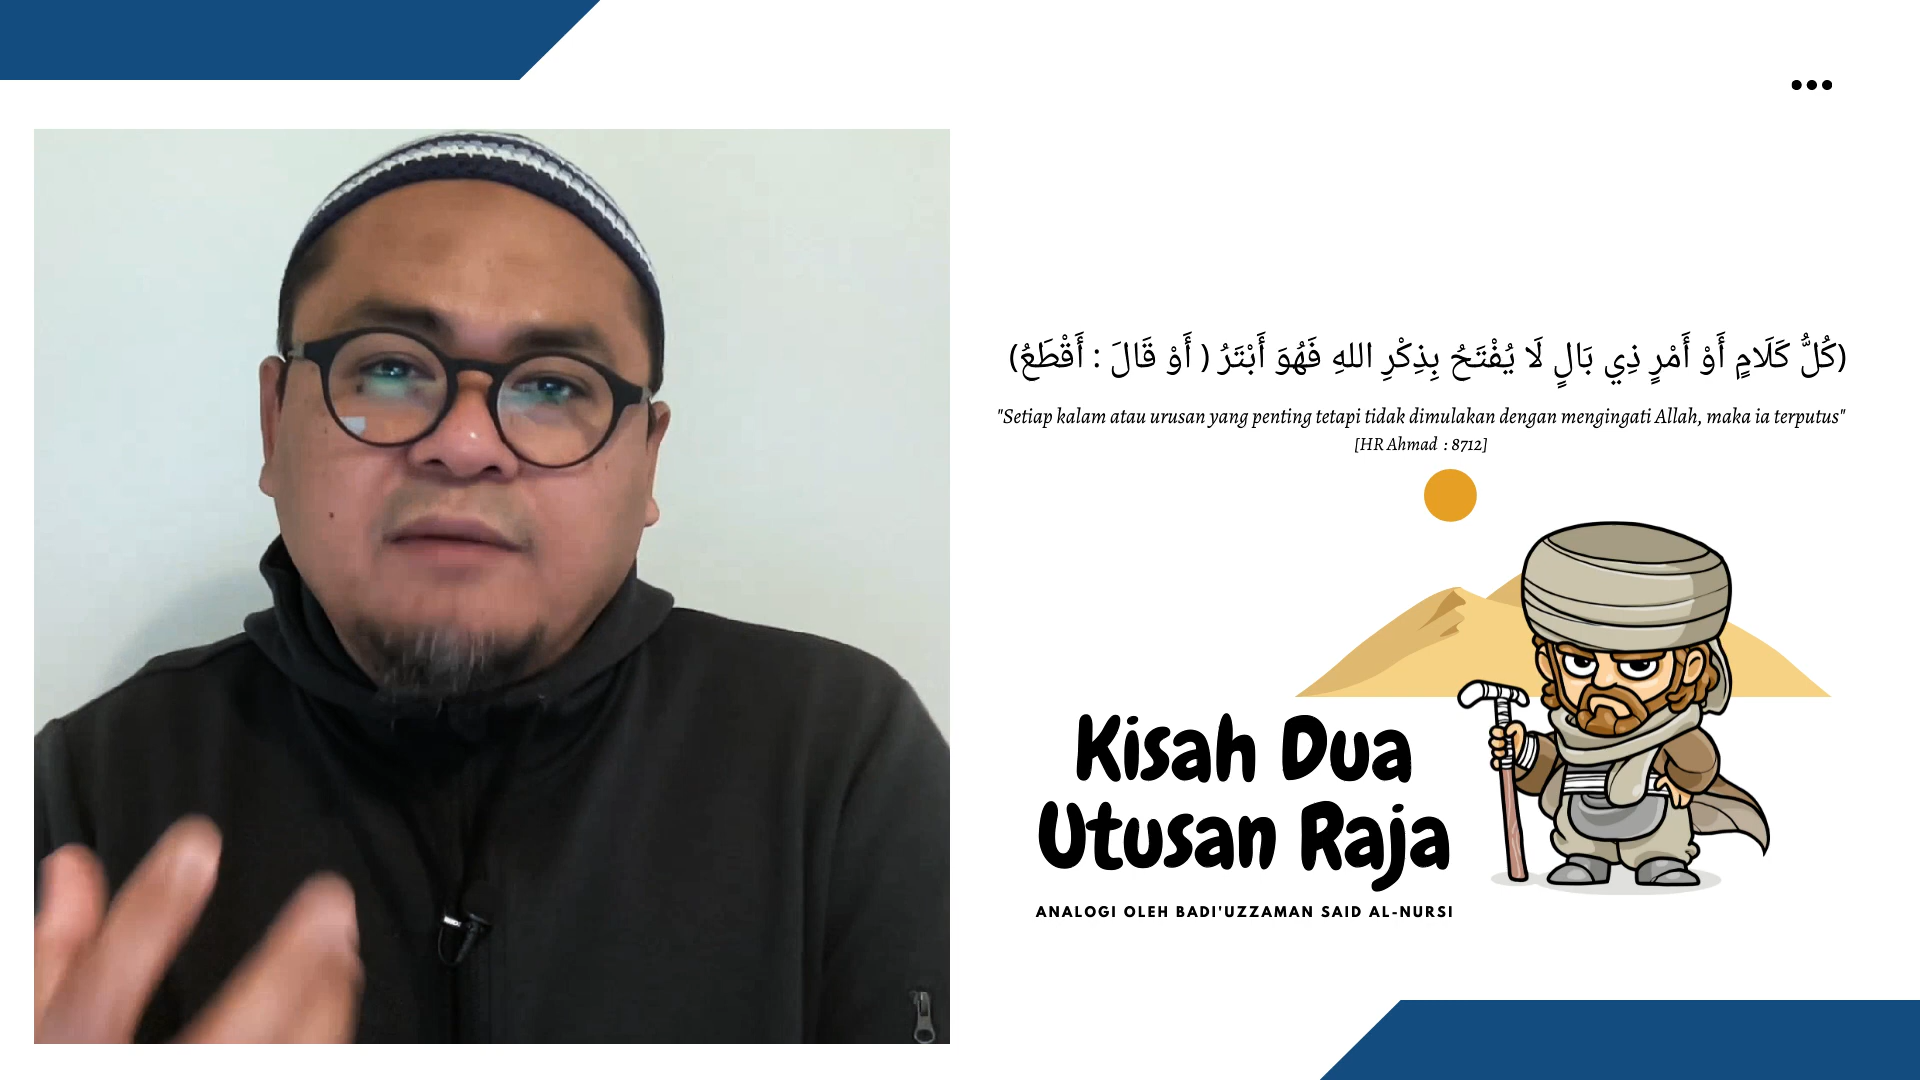 (كُلُّ كَلَامٍ أَوْ أَمْرٍ ذِي بَالٍ لَا يُفْتَحُ بِذِكْرِ اللهِ فَهُوَ أَبْتَرُ ( أَوْ قَالَ : أَقْطَعُ)
"Setiap kalam atau urusan yang penting tetapi tidak dimulakan dengan mengingati Allah, maka ia terputus"
[HR Ahmad : 8712]
Kisah Dua
Utusan Raja
ANALOGI OLEH BADI'UZZAMAN SAID AL-NURSI